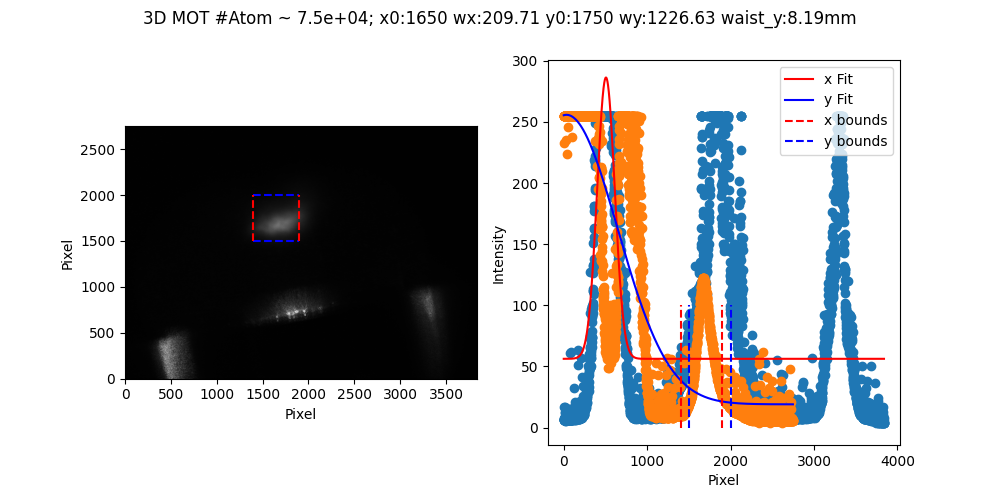 3D MOT #Atom ~ 7.5e+04; x0:1650 wx:209.71 y0:1750 wy:1226.63 waist_y:8.19mm
Pixel
2500
2000
1500
1000
500
0
0 500 1000 1500 2000 2500 3000 3500
Pixel
Intensity
300
250
200
150
100
50
0
0 1000 2000 3000 4000
Pixel
x Fit
y Fit
x bounds
y bounds